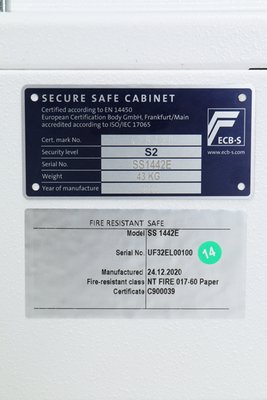 SECURE SAFE CABINET
Certified according to EN 14450
European Certification Body GmbH, Frankfurt/Main
accredited according to ISO/IEC 17065
ECB•S
www.ecb-s.com
Cert. mark No.
Security level S2
Serial No. SS1442E
Weight 43 KG
Year of manufacture
FIRE RESISTANT SAFE
Model SS 1442E
Serial No. UF32EL00100
14
Manufactured 24.12.2020
Fire-resistant class NT FIRE 017-60 Paper
Certificate C900039